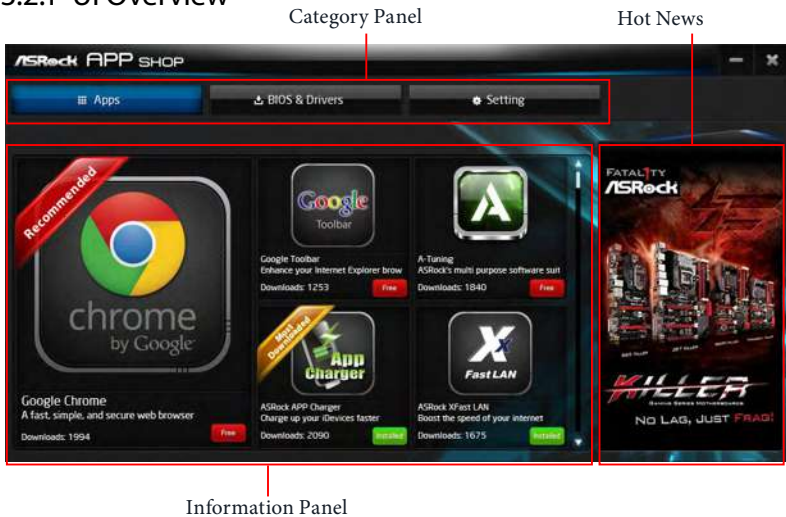 3.2.1 UI Overview
Category Panel
Hot News
ASRock APP SHOP
Apps
BIOS & Drivers
Setting
Recommended
chrome
by Google
Google Chrome
A fast, simple, and secure web browser
Downloads: 1994
Free
Google
Toolbar
Google Toolbar
Enhance your Internet Explorer brow
Downloads: 1253
Free
A
A-Tuning
ASRock's multi purpose software suit
Downloads: 1840
Free
Most
Downloaded
App
Charger
ASRock APP Charger
Charge up your iDevices faster
Downloads: 2090
Installed
X
Fast LAN
ASRock XFast LAN
Boost the speed of your internet
Downloads: 1675
Installed
FATAL1TY
ASRock
KILLER
GAMING SERIES MOTHERBOARDS
NO LAG, JUST FRAG!
Information Panel